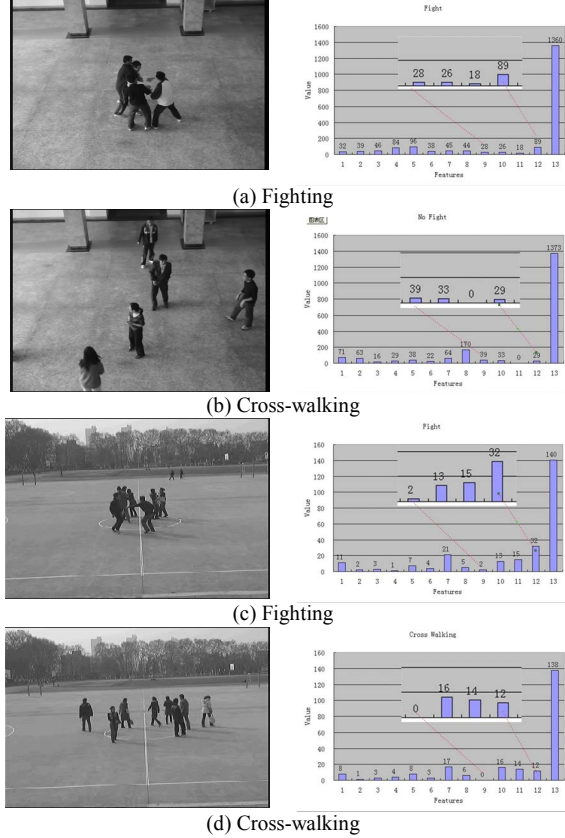 Fight
1600
1400
1200
1000
800
600
400
200
0
Value
28 26 18 89
32 39 46 84 96 38 45 44 28 26 18 89 1360
1 2 3 4 5 6 7 8 9 10 11 12 13
Features
(a) Fighting
No Fight
1600
1400
1200
1000
800
600
400
200
0
Value
39 33 0 29
71 63 16 29 38 22 64 170 39 33 0 29 1373
1 2 3 4 5 6 7 8 9 10 11 12 13
Features
(b) Cross-walking
Fight
160
140
120
100
80
60
40
20
0
Value
2 13 15 32
11 2 3 1 7 4 21 5 2 13 15 32 140
1 2 3 4 5 6 7 8 9 10 11 12 13
Features
(c) Fighting
Cross Walking
160
140
120
100
80
60
40
20
0
Value
0 16 14 12
8 1 3 4 8 3 17 6 0 16 14 12 138
1 2 3 4 5 6 7 8 9 10 11 12 13
Features
(d) Cross-walking